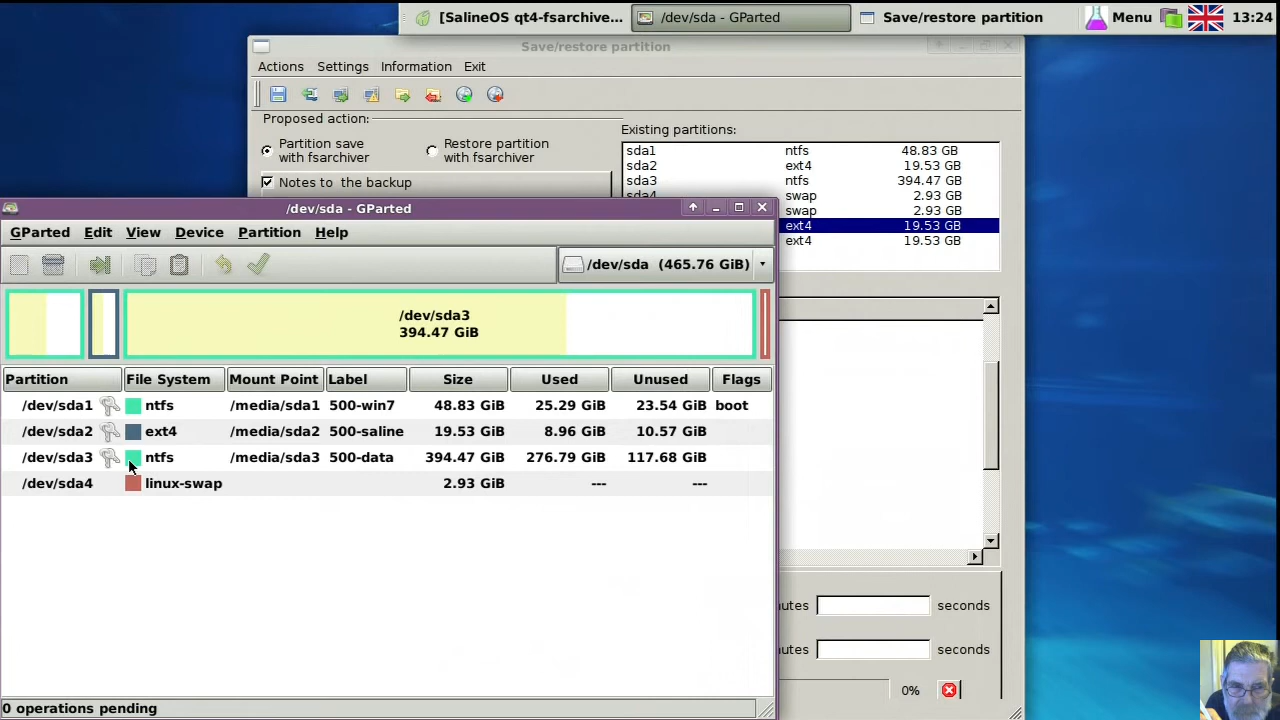 [SalineOS qt4-fsarchive... /dev/sda - GParted Save/restore partition Menu 13:24
Save/restore partition
Actions Settings Information Exit
Proposed action:
Partition save
with fsarchiver
Restore partition
with fsarchiver
Notes to the backup
Existing partitions:
sda1 ntfs 48.83 GB
sda2 ext4 19.53 GB
sda3 ntfs 394.47 GB
sda4 swap 2.93 GB
swap 2.93 GB
ext4 19.53 GB
ext4 19.53 GB
/dev/sda - GParted
GParted Edit View Device Partition Help
/dev/sda (465.76 GiB)
/dev/sda3
394.47 GiB
Partition File System Mount Point Label Size Used Unused Flags
/dev/sda1 ntfs /media/sda1 500-win7 48.83 GiB 25.29 GiB 23.54 GiB boot
/dev/sda2 ext4 /media/sda2 500-saline 19.53 GiB 8.96 GiB 10.57 GiB
/dev/sda3 ntfs /media/sda3 500-data 394.47 GiB 276.79 GiB 117.68 GiB
/dev/sda4 linux-swap 2.93 GiB --- ---
utes seconds
utes seconds
0%
0 operations pending